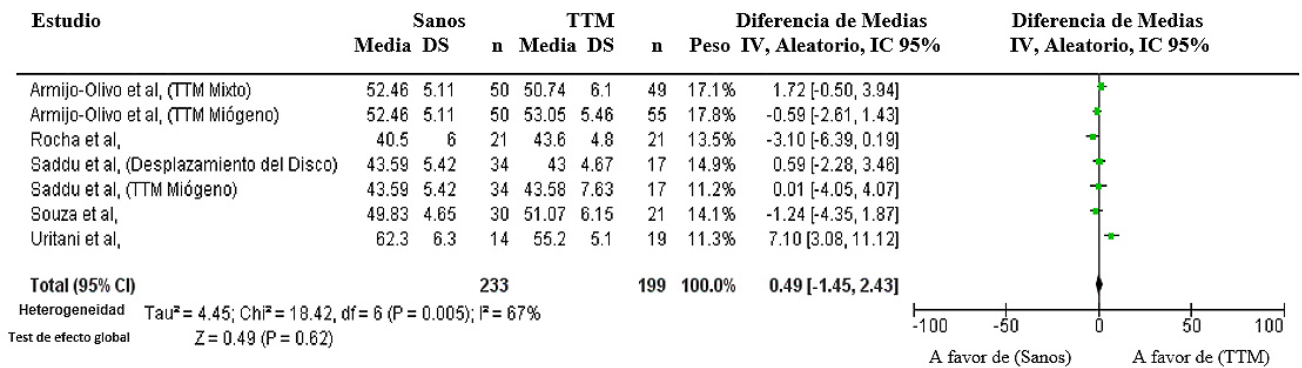 Estudio Sanos TTM Diferencia de Medias Diferencia de Medias
Media DS n Media DS n Peso IV, Aleatorio, IC 95% IV, Aleatorio, IC 95%
Armijo-Olivo et al, (TTM Mixto) 52.46 5.11 50 50.74 6.1 49 17.1% 1.72 [-0.50, 3.94]
Armijo-Olivo et al, (TTM Miógeno) 52.46 5.11 50 53.05 5.46 55 17.8% -0.59 [-2.61, 1.43]
Rocha et al, 40.5 6 21 43.6 4.8 21 13.5% -3.10 [-6.39, 0.19]
Saddu et al, (Desplazamiento del Disco) 43.59 5.42 34 43 4.67 17 14.9% 0.59 [-2.28, 3.46]
Saddu et al, (TTM Miógeno) 43.59 5.42 34 43.58 7.63 17 11.2% 0.01 [-4.05, 4.07]
Souza et al, 49.83 4.65 30 51.07 6.15 21 14.1% -1.24 [-4.35, 1.87]
Uritani et al, 62.3 6.3 14 55.2 5.1 19 11.3% 7.10 [3.08, 11.12]
Total (95% CI) 233 199 100.0% 0.49 [-1.45, 2.43]
Heterogeneidad Tau² = 4.45; Chi² = 18.42, df = 6 (P = 0.005); I² = 67%
Test de efecto global Z = 0.49 (P = 0.62)
-100 -50 0 50 100
A favor de (Sanos) A favor de (TTM)